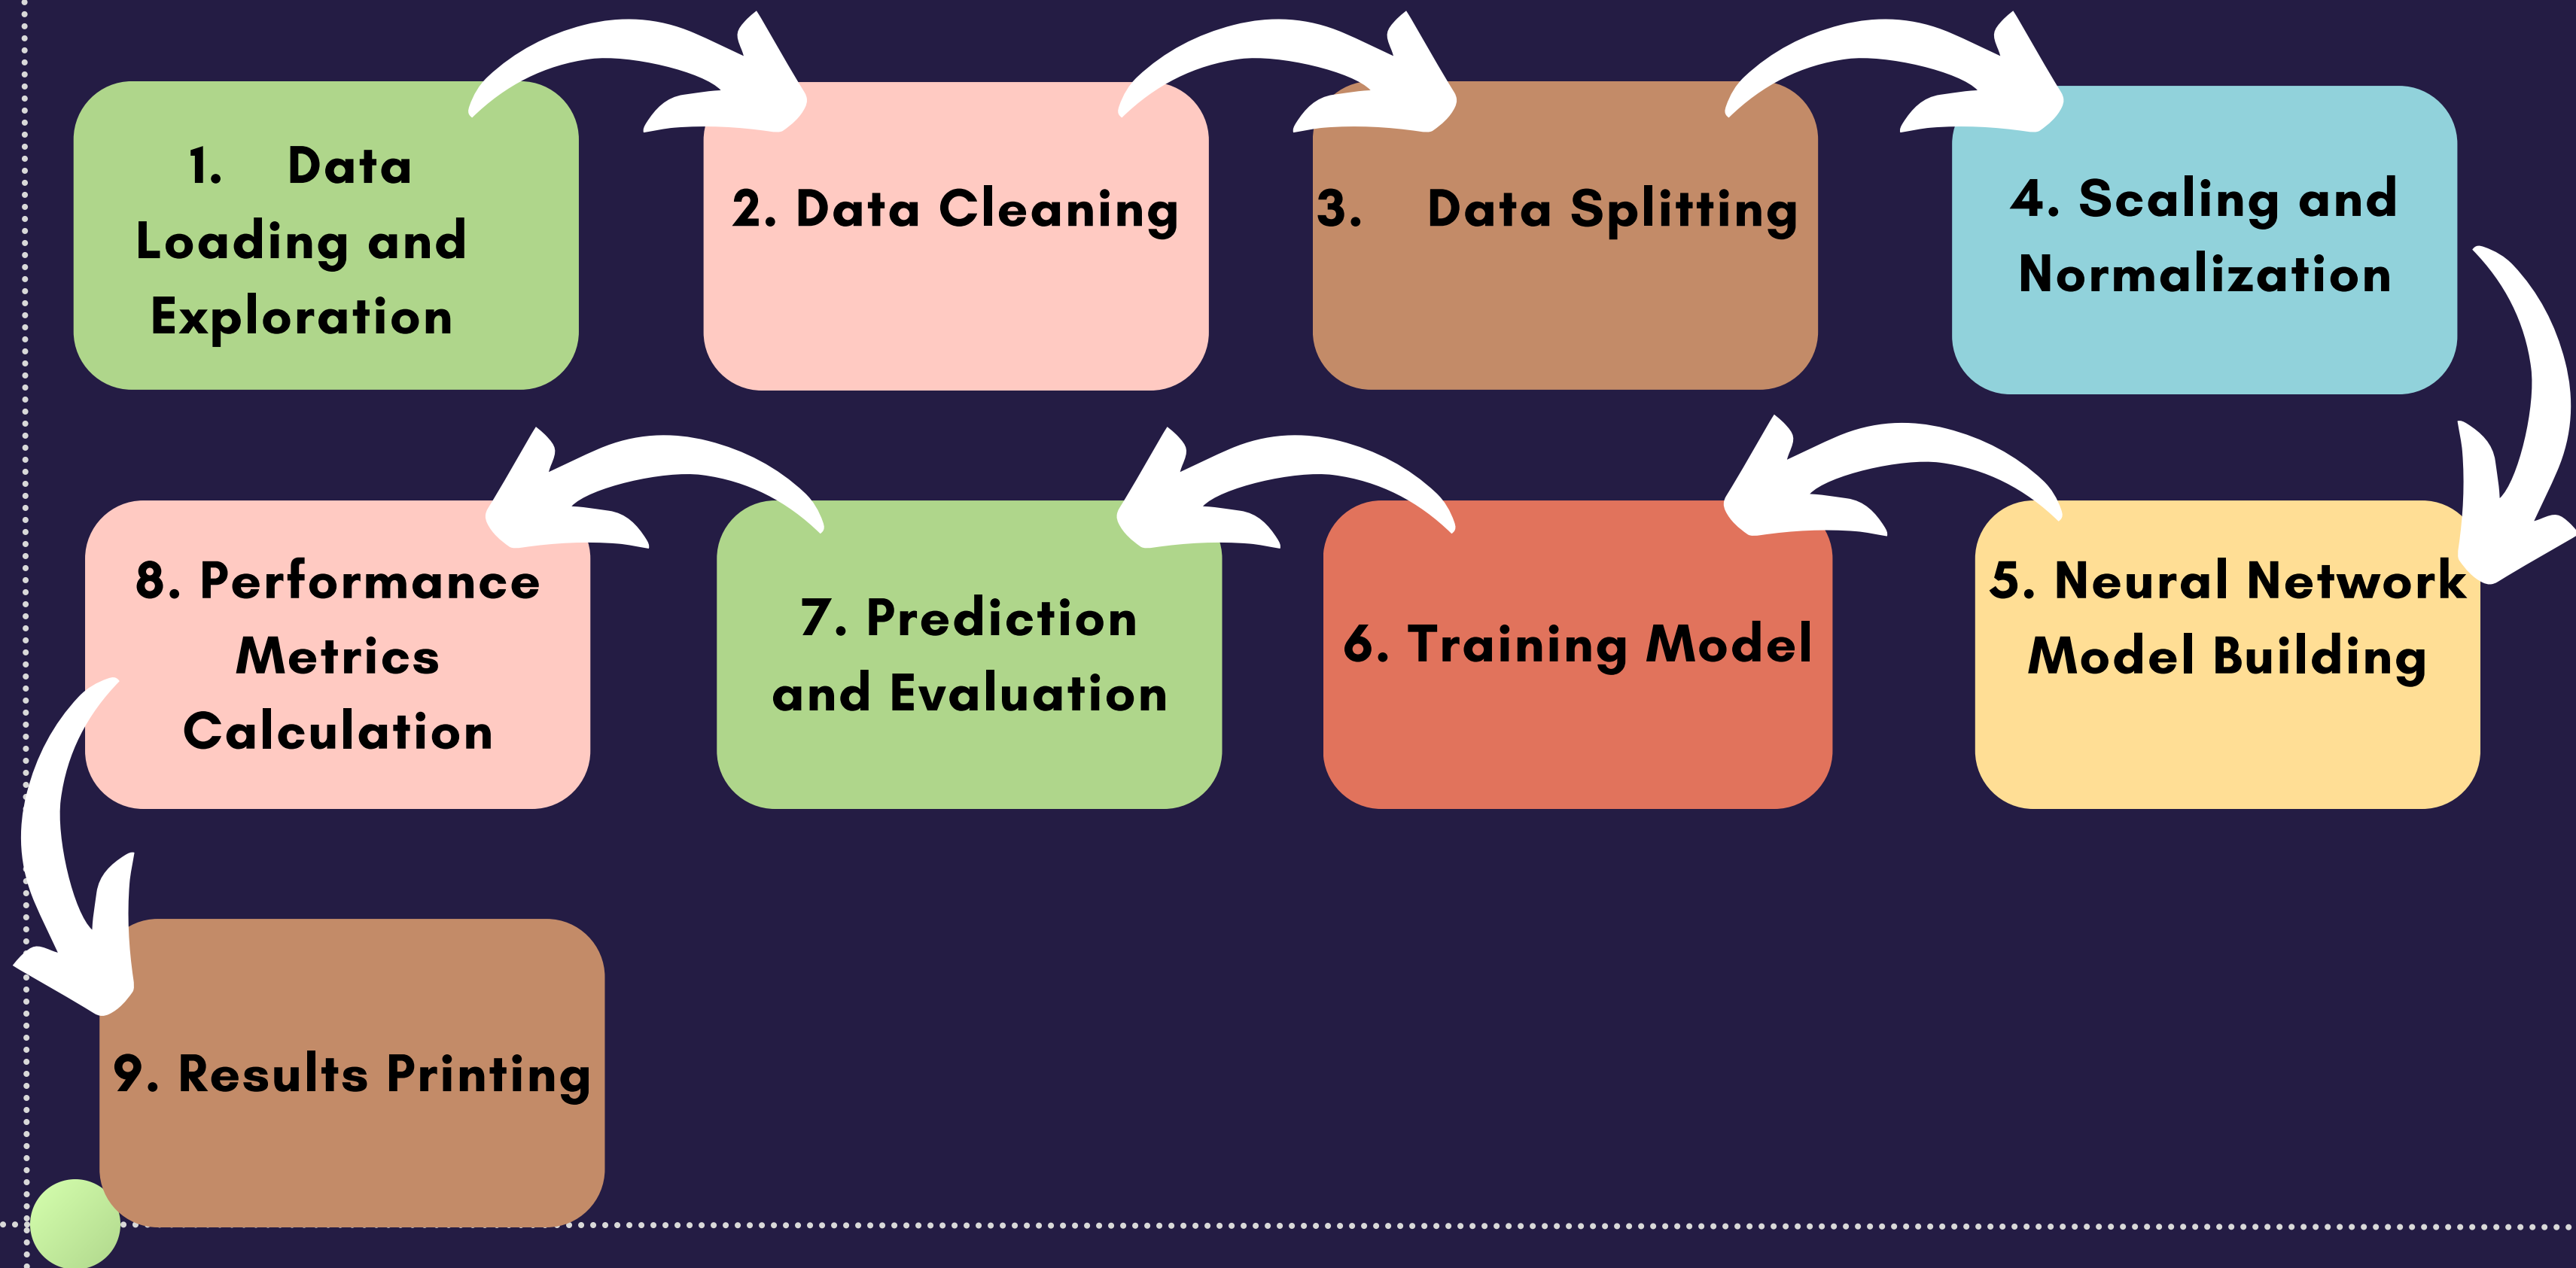 1. Data
Loading and
Exploration
2. Data Cleaning
3. Data Splitting
4. Scaling and
Normalization
5. Neural Network
Model Building
6. Training Model
7. Prediction
and Evaluation
8. Performance
Metrics
Calculation
9. Results Printing